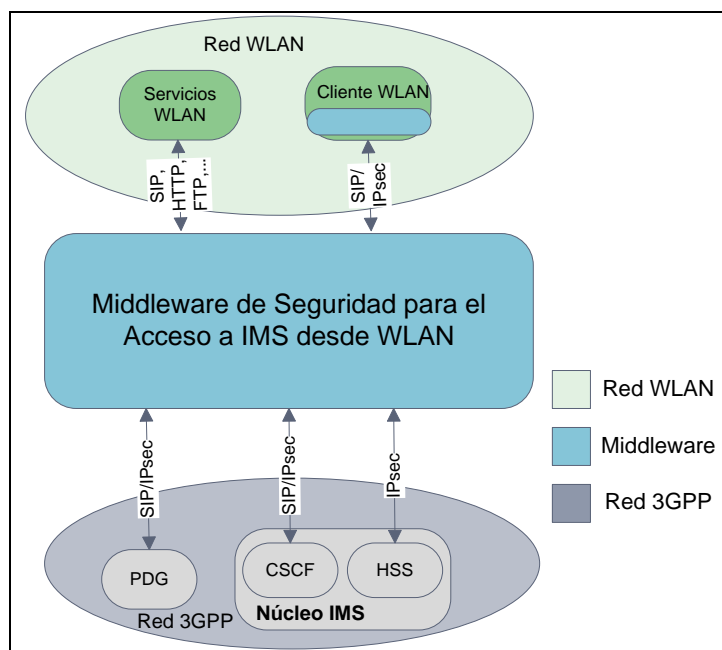 Red WLAN
Servicios
WLAN
Cliente WLAN
SIP,
HTTP,
FTP,...
SIP/
IPsec
Middleware de Seguridad para el
Acceso a IMS desde WLAN
Red WLAN
Middleware
Red 3GPP
SIP/IPsec
SIP/IPsec
IPsec
PDG
CSCF
HSS
Núcleo IMS
Red 3GPP